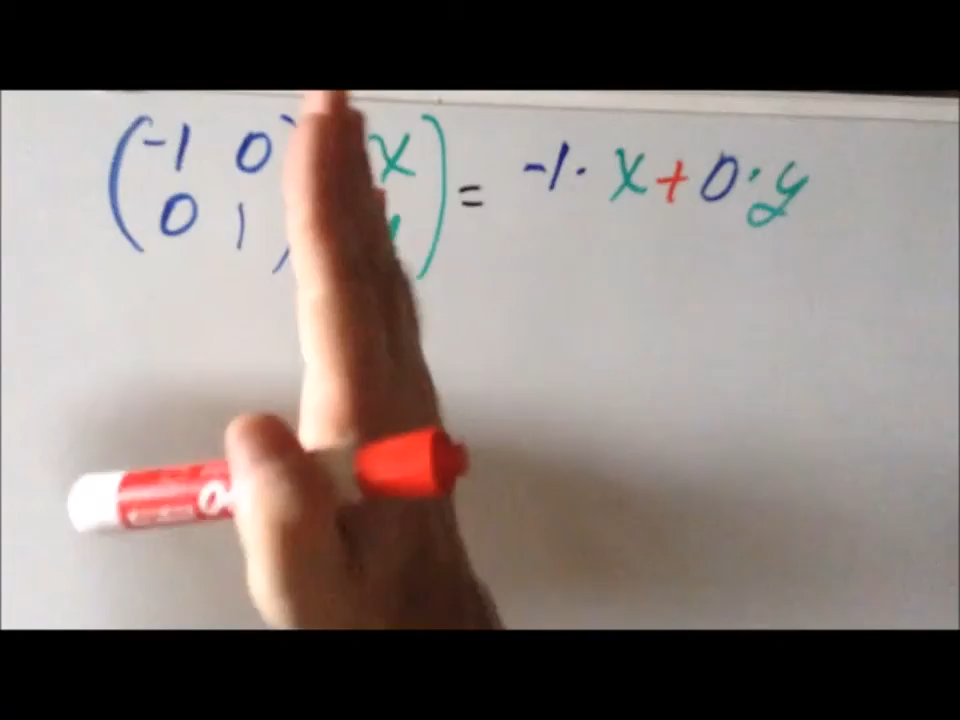 (-1 0) x) = -1· x + 0·y
0 1